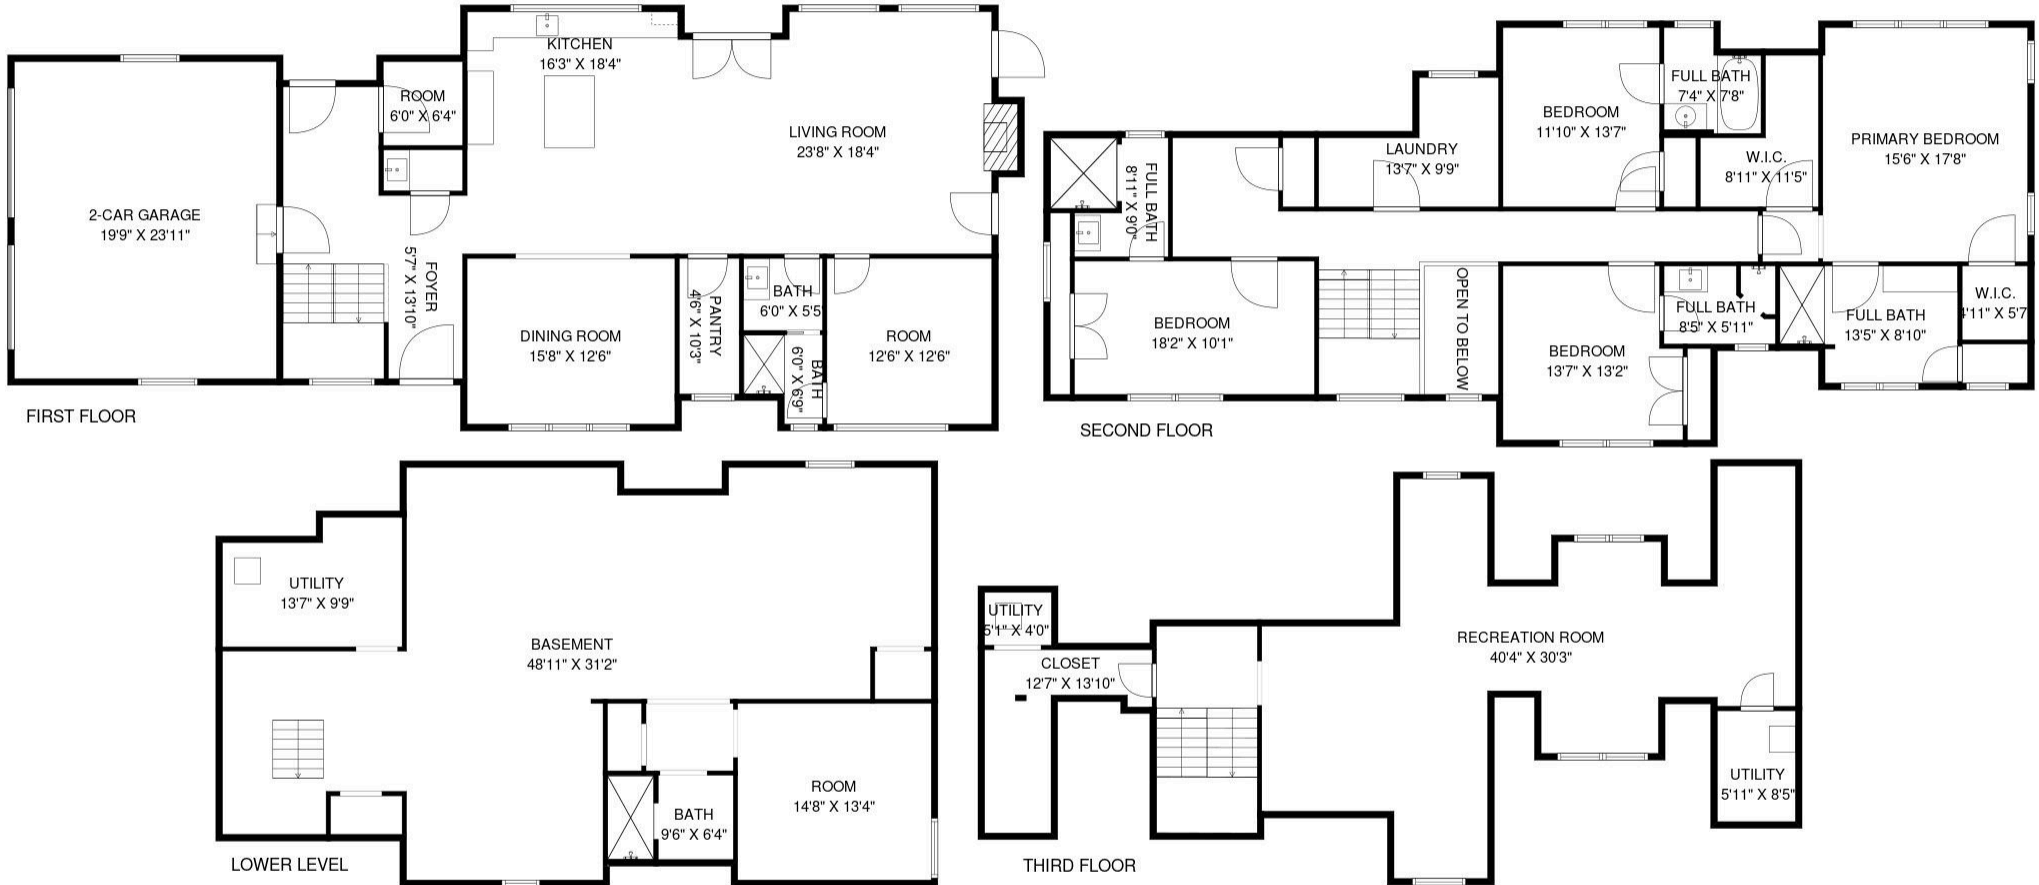 KITCHEN
16'3" X 18'4"
ROOM
6'0" X 6'4"
LIVING ROOM
23'8" X 18'4"
2-CAR GARAGE
19'9" X 23'11"
FOYER
5'7" X 13'10"
DINING ROOM
15'8" X 12'6"
PANTRY
4'6" X 10'3"
BATH
6'0" X 5'5"
BATH
6'0" X 6'9"
ROOM
12'6" X 12'6"
FIRST FLOOR
BEDROOM
11'10" X 13'7"
FULL BATH
7'4" X 7'8"
PRIMARY BEDROOM
15'6" X 17'8"
LAUNDRY
13'7" X 9'9"
W.I.C.
8'11" X 11'5"
FULL BATH
8'11" X 9'0"
BEDROOM
18'2" X 10'1"
OPEN TO BELOW
BEDROOM
13'7" X 13'2"
FULL BATH
8'5" X 5'11"
FULL BATH
13'5" X 8'10"
W.I.C.
4'11" X 5'7
SECOND FLOOR
UTILITY
13'7" X 9'9"
BASEMENT
48'11" X 31'2"
ROOM
14'8" X 13'4"
BATH
9'6" X 6'4"
LOWER LEVEL
UTILITY
5'1" X 4'0"
CLOSET
12'7" X 13'10"
RECREATION ROOM
40'4" X 30'3"
UTILITY
5'11" X 8'5"
THIRD FLOOR